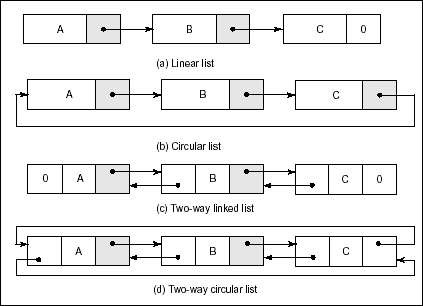 A B C 0
(a) Linear list
A B C
(b) Circular list
0 A B C 0
(c) Two-way linked list
A B C
(d) Two-way circular list